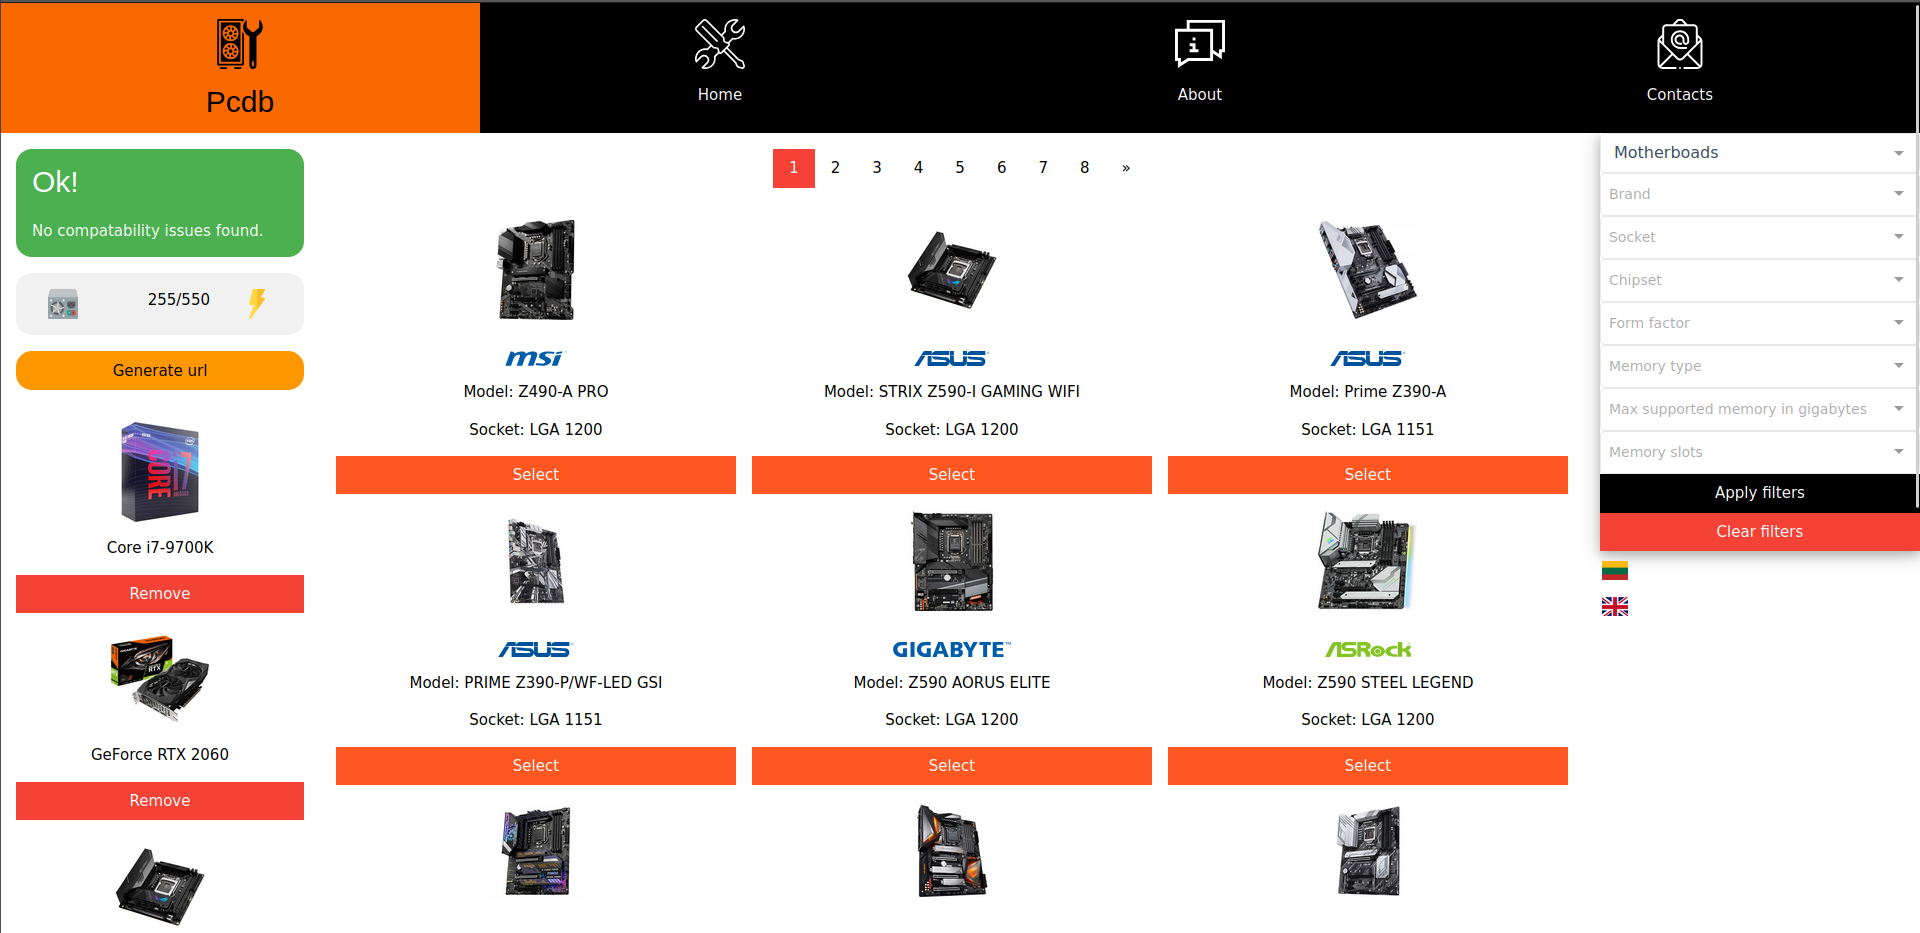 Pcdb
Home
About
Contacts
Ok!
No compatability issues found.
255/550
Generate url
CORE i7
Core i7-9700K
Remove
RTX
GeForce RTX 2060
Remove
1 2 3 4 5 6 7 8 »
msi
Model: Z490-A PRO
Socket: LGA 1200
Select
ASUS
Model: STRIX Z590-I GAMING WIFI
Socket: LGA 1200
Select
ASUS
Model: Prime Z390-A
Socket: LGA 1151
Select
ASUS
Model: PRIME Z390-P/WF-LED GSI
Socket: LGA 1151
Select
GIGABYTE™
Model: Z590 AORUS ELITE
Socket: LGA 1200
Select
ASRock
Model: Z590 STEEL LEGEND
Socket: LGA 1200
Select
Motherboads
Brand
Socket
Chipset
Form factor
Memory type
Max supported memory in gigabytes
Memory slots
Apply filters
Clear filters